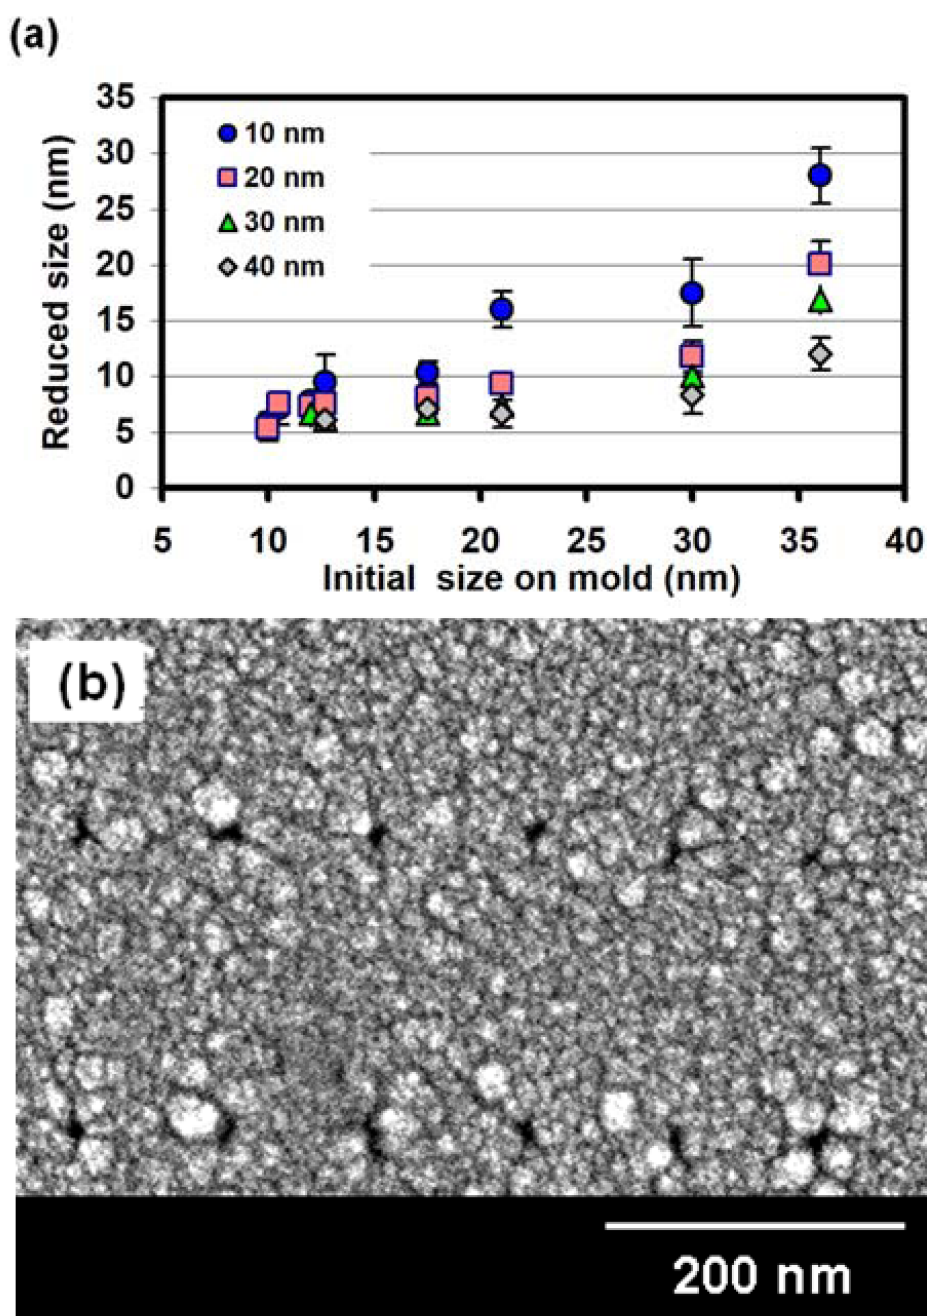 (a)
Reduced size (nm)
35
30
25
20
15
10
5
0
10 nm
20 nm
30 nm
40 nm
5 10 15 20 25 30 35 40
Initial size on mold (nm)
(b)
200 nm